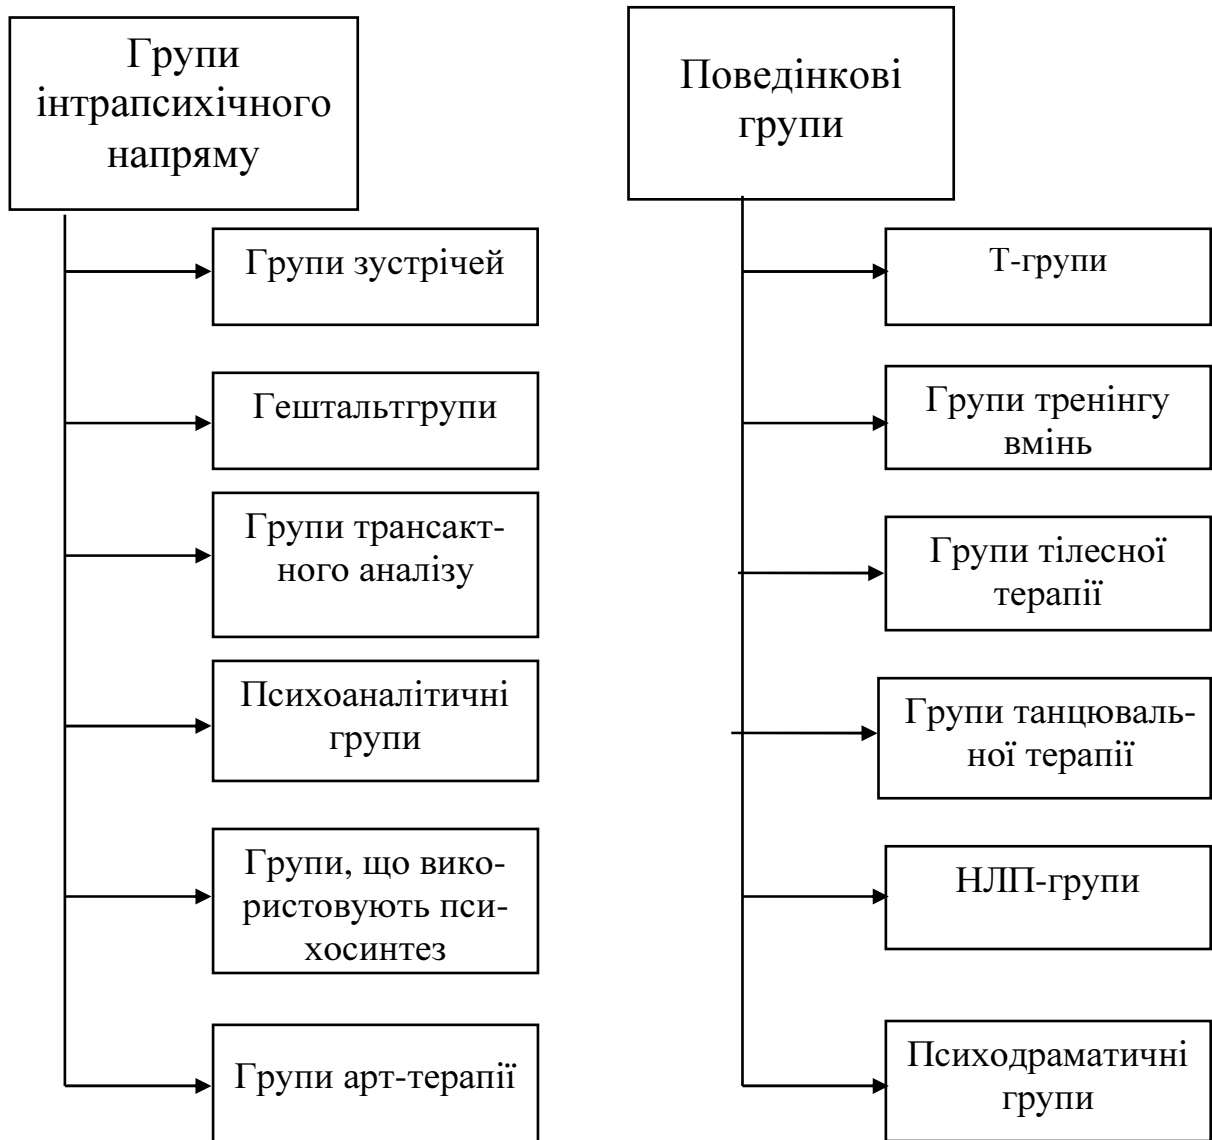 Групи
інтрапсихічного
напряму
Групи зустрічей
Гештальтгрупи
Групи трансакт-
ного аналізу
Психоаналітичні
групи
Групи, що вико-
ристовують пси-
хосинтез
Групи арт-терапії
Поведінкові
групи
Т-групи
Групи тренінгу
вмінь
Групи тілесної
терапії
Групи танцюваль-
ної терапії
НЛП-групи
Психодраматичні
групи